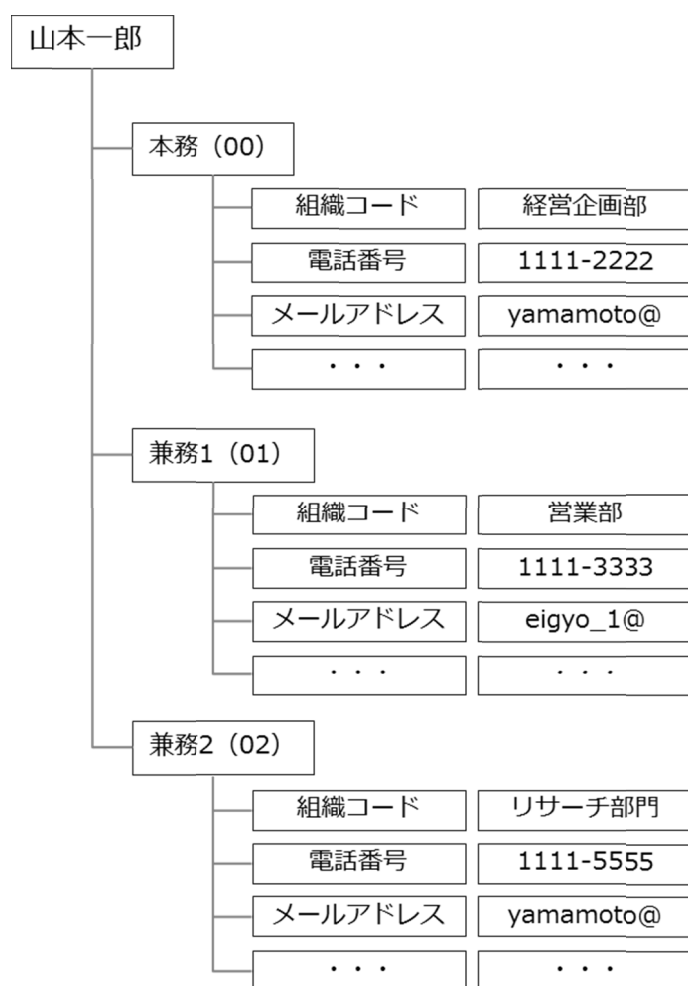 山本一郎
本務（00）
組織コード 経営企画部
電話番号 1111-2222
メールアドレス yamamoto@
・・・ ・・・
兼務1（01）
組織コード 営業部
電話番号 1111-3333
メールアドレス eigyo_1@
・・・ ・・・
兼務2（02）
組織コード リサーチ部門
電話番号 1111-5555
メールアドレス yamamoto@
・・・ ・・・